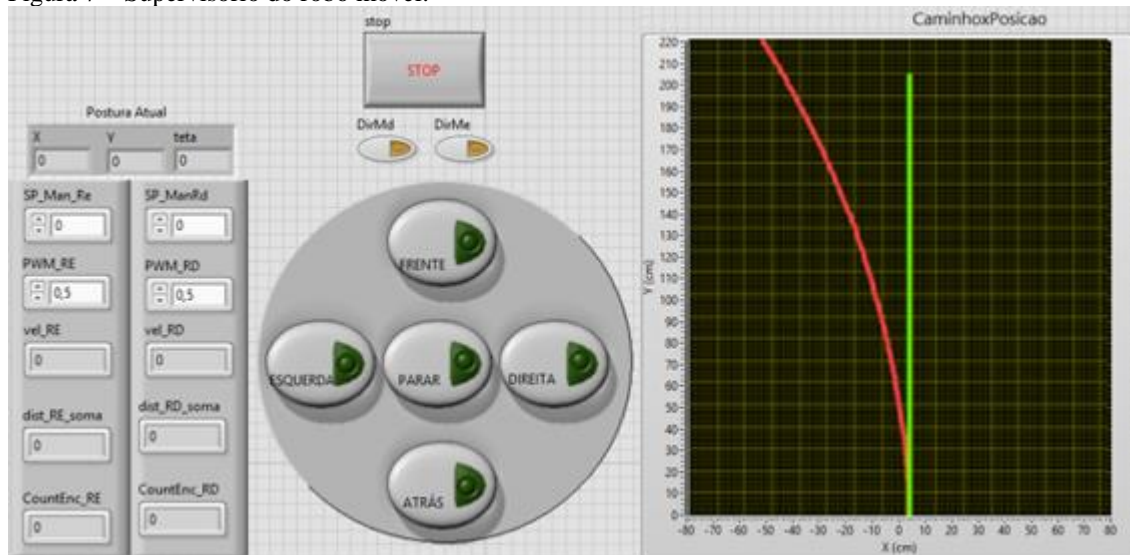 Figura 7 – Supervisório do robô móvel.
stop
STOP
DirMd
DirMe
Postura Atual
X
Y
teta
0
0
0
SP_Man_Re
SP_ManRd
0
0
PWM_RE
PWM_RD
0,5
0,5
vel_RE
vel_RD
0
0
dist_RE_soma
dist_RD_soma
0
0
CountEnc_RE
CountEnc_RD
0
0
FRENTE
ESQUERDA
PARAR
DIREITA
ATRÁS
CaminhoxPosicao
220
210
200
190
180
170
160
150
140
130
120
110
100
90
80
70
60
50
40
30
20
10
0
Y (cm)
-80 -70 -60 -50 -40 -30 -20 -10 0 10 20 30 40 50 60 70 80
X (cm)